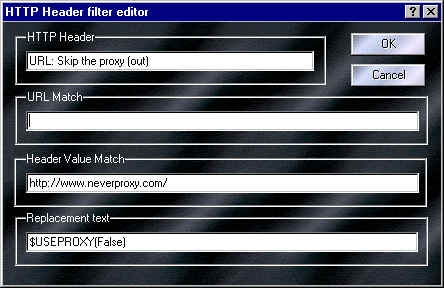 HTTP Header filter editor
HTTP Header
URL: Skip the proxy (out)
OK
Cancel
URL Match
Header Value Match
http://www.neverproxy.com/
Replacement text
$USEPROXY(False)